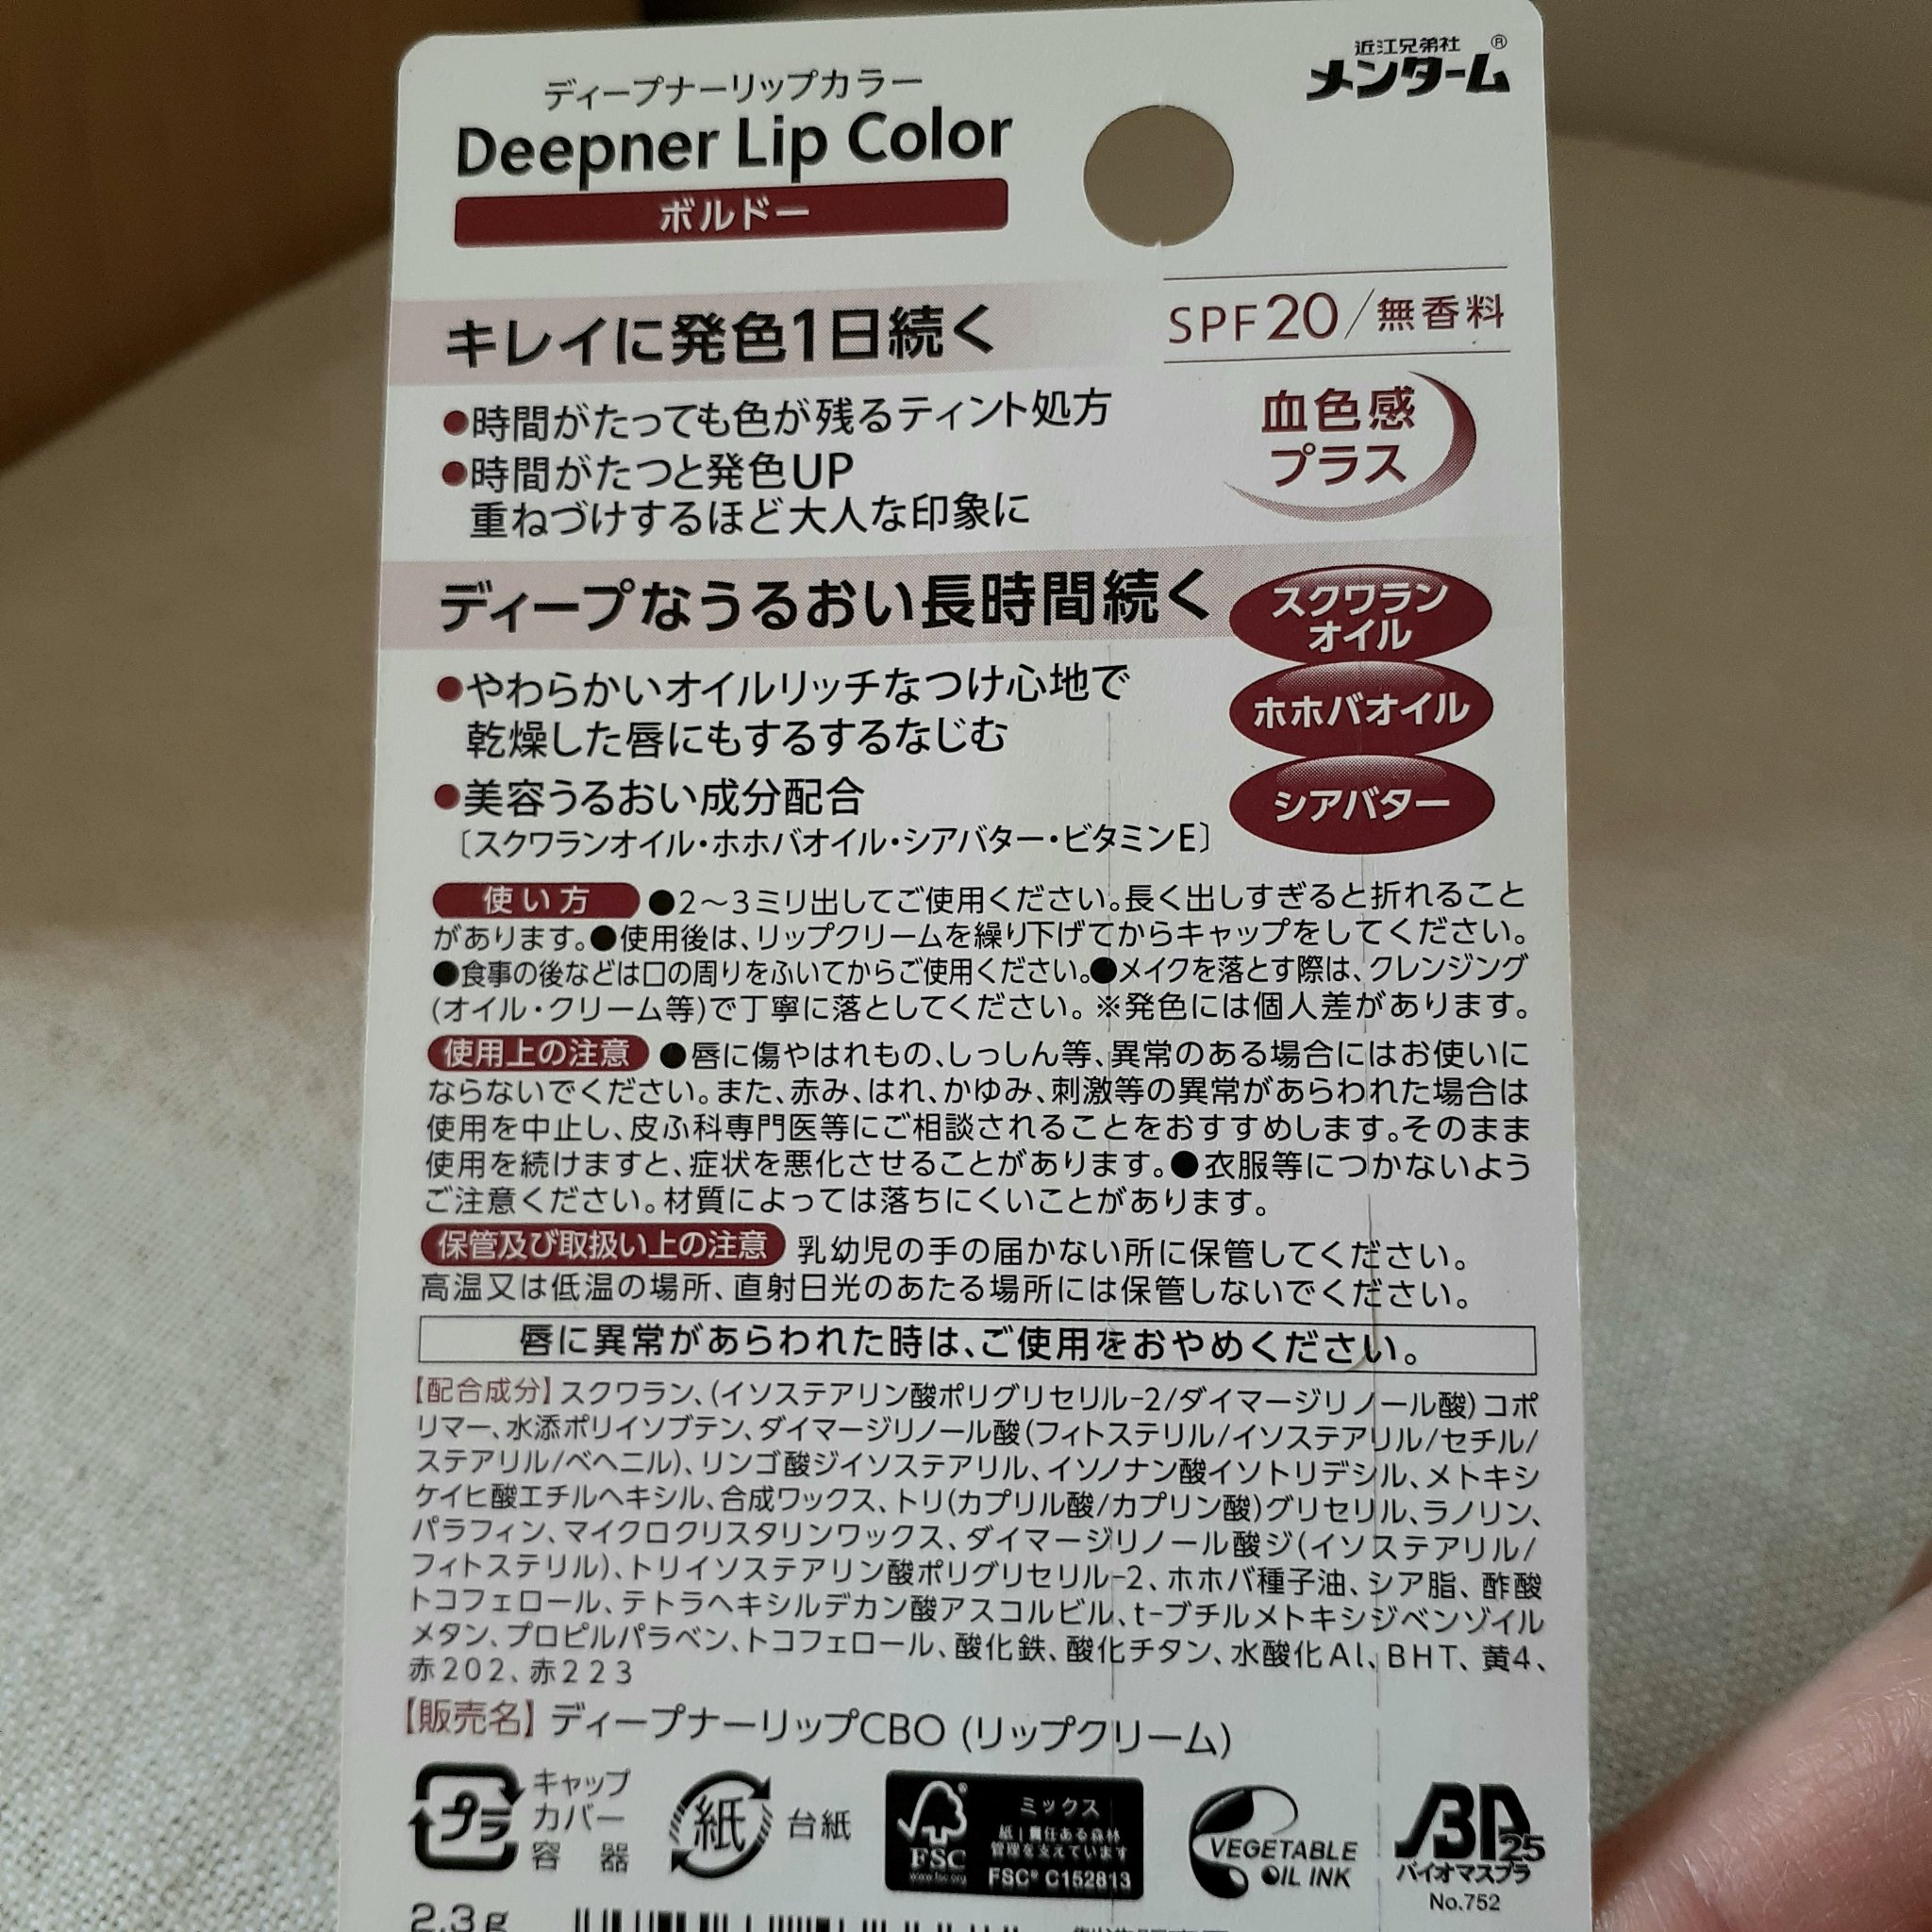 近江兄弟社
メンターム®
ディープナーリップカラー
Deepner Lip Color
ボルドー
SPF20/無香料
キレイに発色1日続く
●時間がたっても色が残るティント処方
●時間がたつと発色UP
重ねづけするほど大人な印象に
血色感
プラス
ディープなうるおい長時間続く
●やわらかいオイルリッチなつけ心地で
乾燥した唇にもするするなじむ
●美容うるおい成分配合
〔スクワランオイル・ホホバオイル・シアバター・ビタミンE〕
スクワラン
オイル
ホホバオイル
シアバター
使い方 ●2〜3ミリ出してご使用ください。長く出しすぎると折れること
があります。●使用後は、リップクリームを繰り下げてからキャップをしてください。
●食事の後などは口の周りをふいてからご使用ください。●メイクを落とす際は、クレンジング
(オイル・クリーム等)で丁寧に落としてください。※発色には個人差があります。
使用上の注意 ●唇に傷やはれもの、しっしん等、異常のある場合にはお使いに
ならないでください。また、赤み、はれ、かゆみ、刺激等の異常があらわれた場合は
使用を中止し、皮ふ科専門医等にご相談されることをおすすめします。そのまま
使用を続けますと、症状を悪化させることがあります。●衣服等につかないよう
ご注意ください。材質によっては落ちにくいことがあります。
保管及び取扱い上の注意 乳幼児の手の届かない所に保管してください。
高温又は低温の場所、直射日光のあたる場所には保管しないでください。
唇に異常があらわれた時は、ご使用をおやめください。
【配合成分】スクワラン、(イソステアリン酸ポリグリセリル-2/ダイマージリノール酸)コポ
リマー、水添ポリイソブテン、ダイマージリノール酸(フィトステリル/イソステアリル/セチル/
ステアリル/ベヘニル)、リンゴ酸ジイソステアリル、イソノナン酸イソトリデシル、メトキシ
ケイヒ酸エチルヘキシル、合成ワックス、トリ(カプリル酸/カプリン酸)グリセリル、ラノリン、
パラフィン、マイクロクリスタリンワックス、ダイマージリノール酸ジ(イソステアリル/
フィトステリル)、トリイソステアリン酸ポリグリセリル-2、ホホバ種子油、シア脂、酢酸
トコフェロール、テトラヘキシルデカン酸アスコルビル、t-ブチルメトキシジベンゾイル
メタン、プロピルパラベン、トコフェロール、酸化鉄、酸化チタン、水酸化Al、BHT、黄4、
赤202、赤223
【販売名】ディープナーリップCBO (リップクリーム)
プラ
キャップ
カバー
容器
紙 台紙
FSC
www.fsc.org
ミックス
紙|責任ある森林
管理を支えています
FSC® C152813
VEGETABLE
OIL INK
BP
25
バイオマスプラ
No.752
2.3g